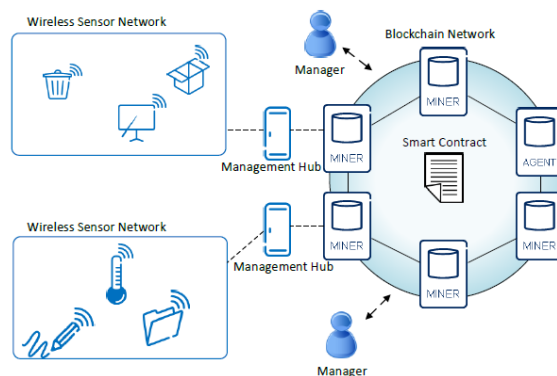 Wireless Sensor Network
Manager
Blockchain Network
MINER
Management Hub
MINER
Smart Contract
AGENT
Wireless Sensor Network
Management Hub
MINER
MINER
MINER
Manager